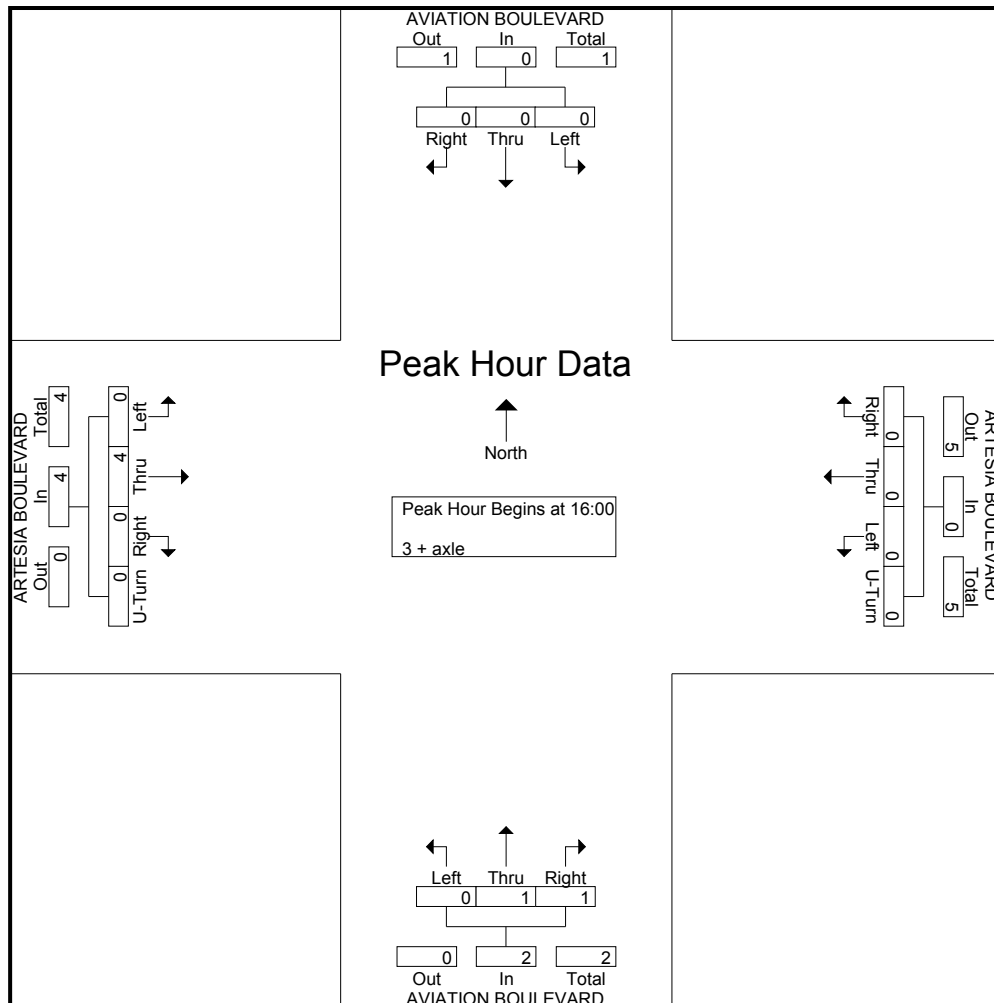 AVIATION BOULEVARD
Out In Total
1 0 1
0 0 0
Right Thru Left
Peak Hour Data
North
Peak Hour Begins at 16:00
3 + axle
ARTESIA BOULEVARD
Total In Out
4 4 0
0 4 0 0
Left Thru Right U-Turn
ARTESIA BOULEVARD
Out In Total
5 0 5
0 0 0 0
Right Thru Left U-Turn
Left Thru Right
0 1 1
0 2 2
Out In Total
AVIATION BOULEVARD